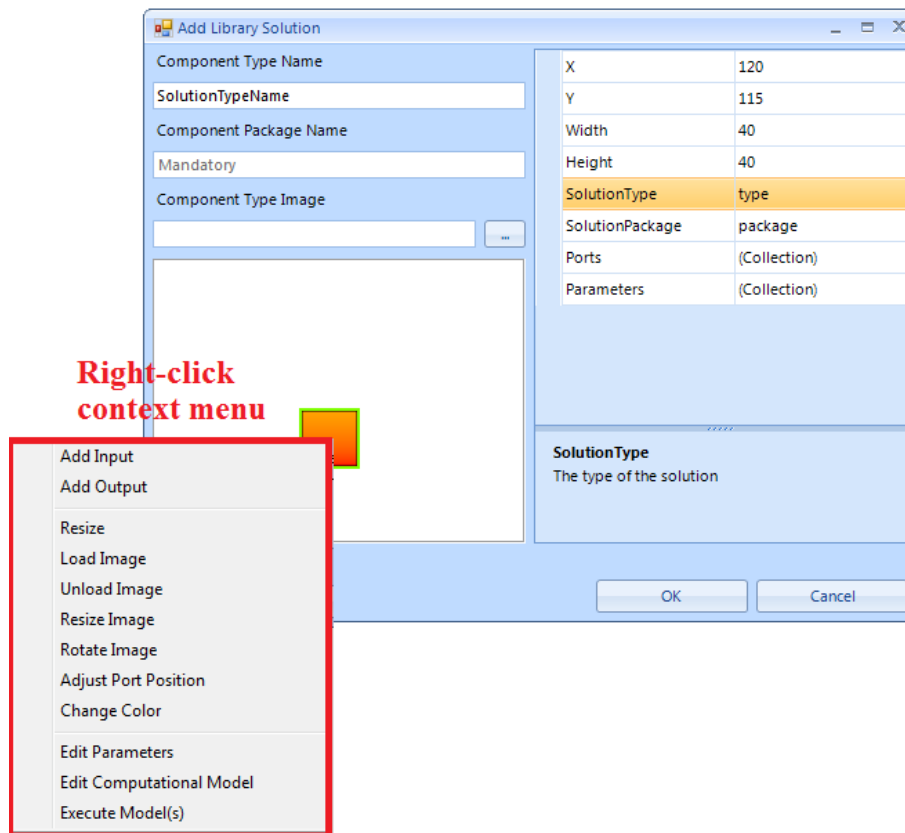 Add Library Solution
Component Type Name
SolutionTypeName
Component Package Name
Mandatory
Component Type Image
...
X 120
Y 115
Width 40
Height 40
SolutionType type
SolutionPackage package
Ports (Collection)
Parameters (Collection)
SolutionType
The type of the solution
OK Cancel
Right-click
context menu
Add Input
Add Output
Resize
Load Image
Unload Image
Resize Image
Rotate Image
Adjust Port Position
Change Color
Edit Parameters
Edit Computational Model
Execute Model(s)